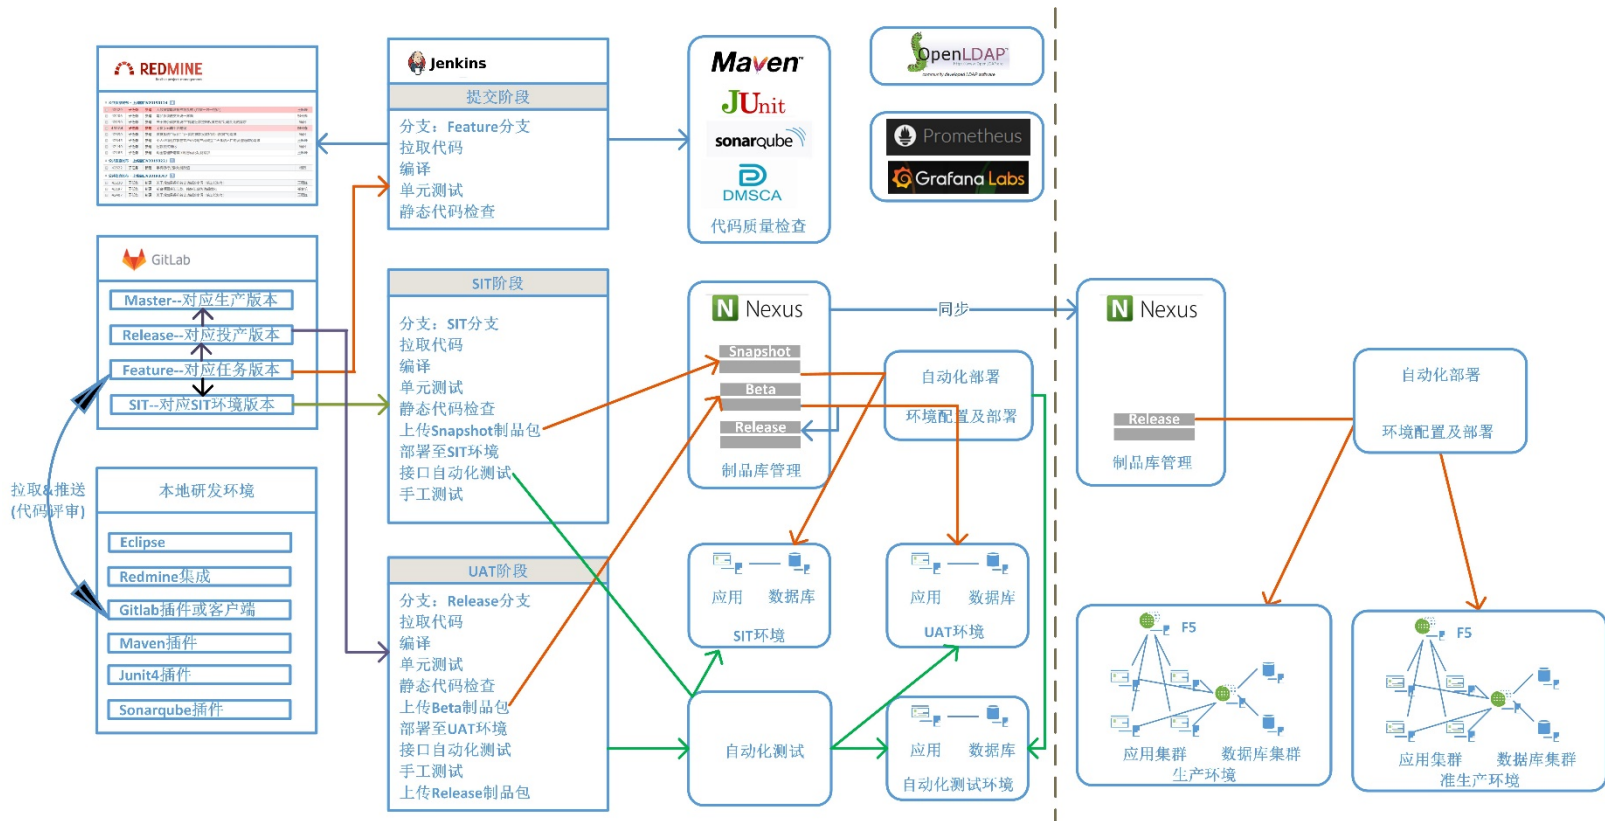 REDMINE
GitLab
Master--对应生产版本
Release--对应投产版本
Feature--对应任务版本
SIT--对应SIT环境版本
拉取&推送
(代码评审)
本地研发环境
Eclipse
Redmine集成
Gitlab插件或客户端
Maven插件
Junit4插件
Sonarqube插件
Jenkins
提交阶段
分支：Feature分支
拉取代码
编译
单元测试
静态代码检查
SIT阶段
分支：SIT分支
拉取代码
编译
单元测试
静态代码检查
上传Snapshot制品包
部署至SIT环境
接口自动化测试
手工测试
UAT阶段
分支：Release分支
拉取代码
编译
单元测试
静态代码检查
上传Beta制品包
部署至UAT环境
接口自动化测试
手工测试
上传Release制品包
Maven™
JUnit
sonarqube
DMSCA
代码质量检查
OpenLDAP™
community developed LDAP software
Prometheus
Grafana Labs
Nexus
Snapshot
Beta
Release
制品库管理
同步
自动化部署
环境配置及部署
应用
数据库
SIT环境
应用
数据库
UAT环境
自动化测试
应用
数据库
自动化测试环境
Nexus
Release
制品库管理
自动化部署
环境配置及部署
F5
应用集群
数据库集群
生产环境
F5
应用集群
数据库集群
准生产环境